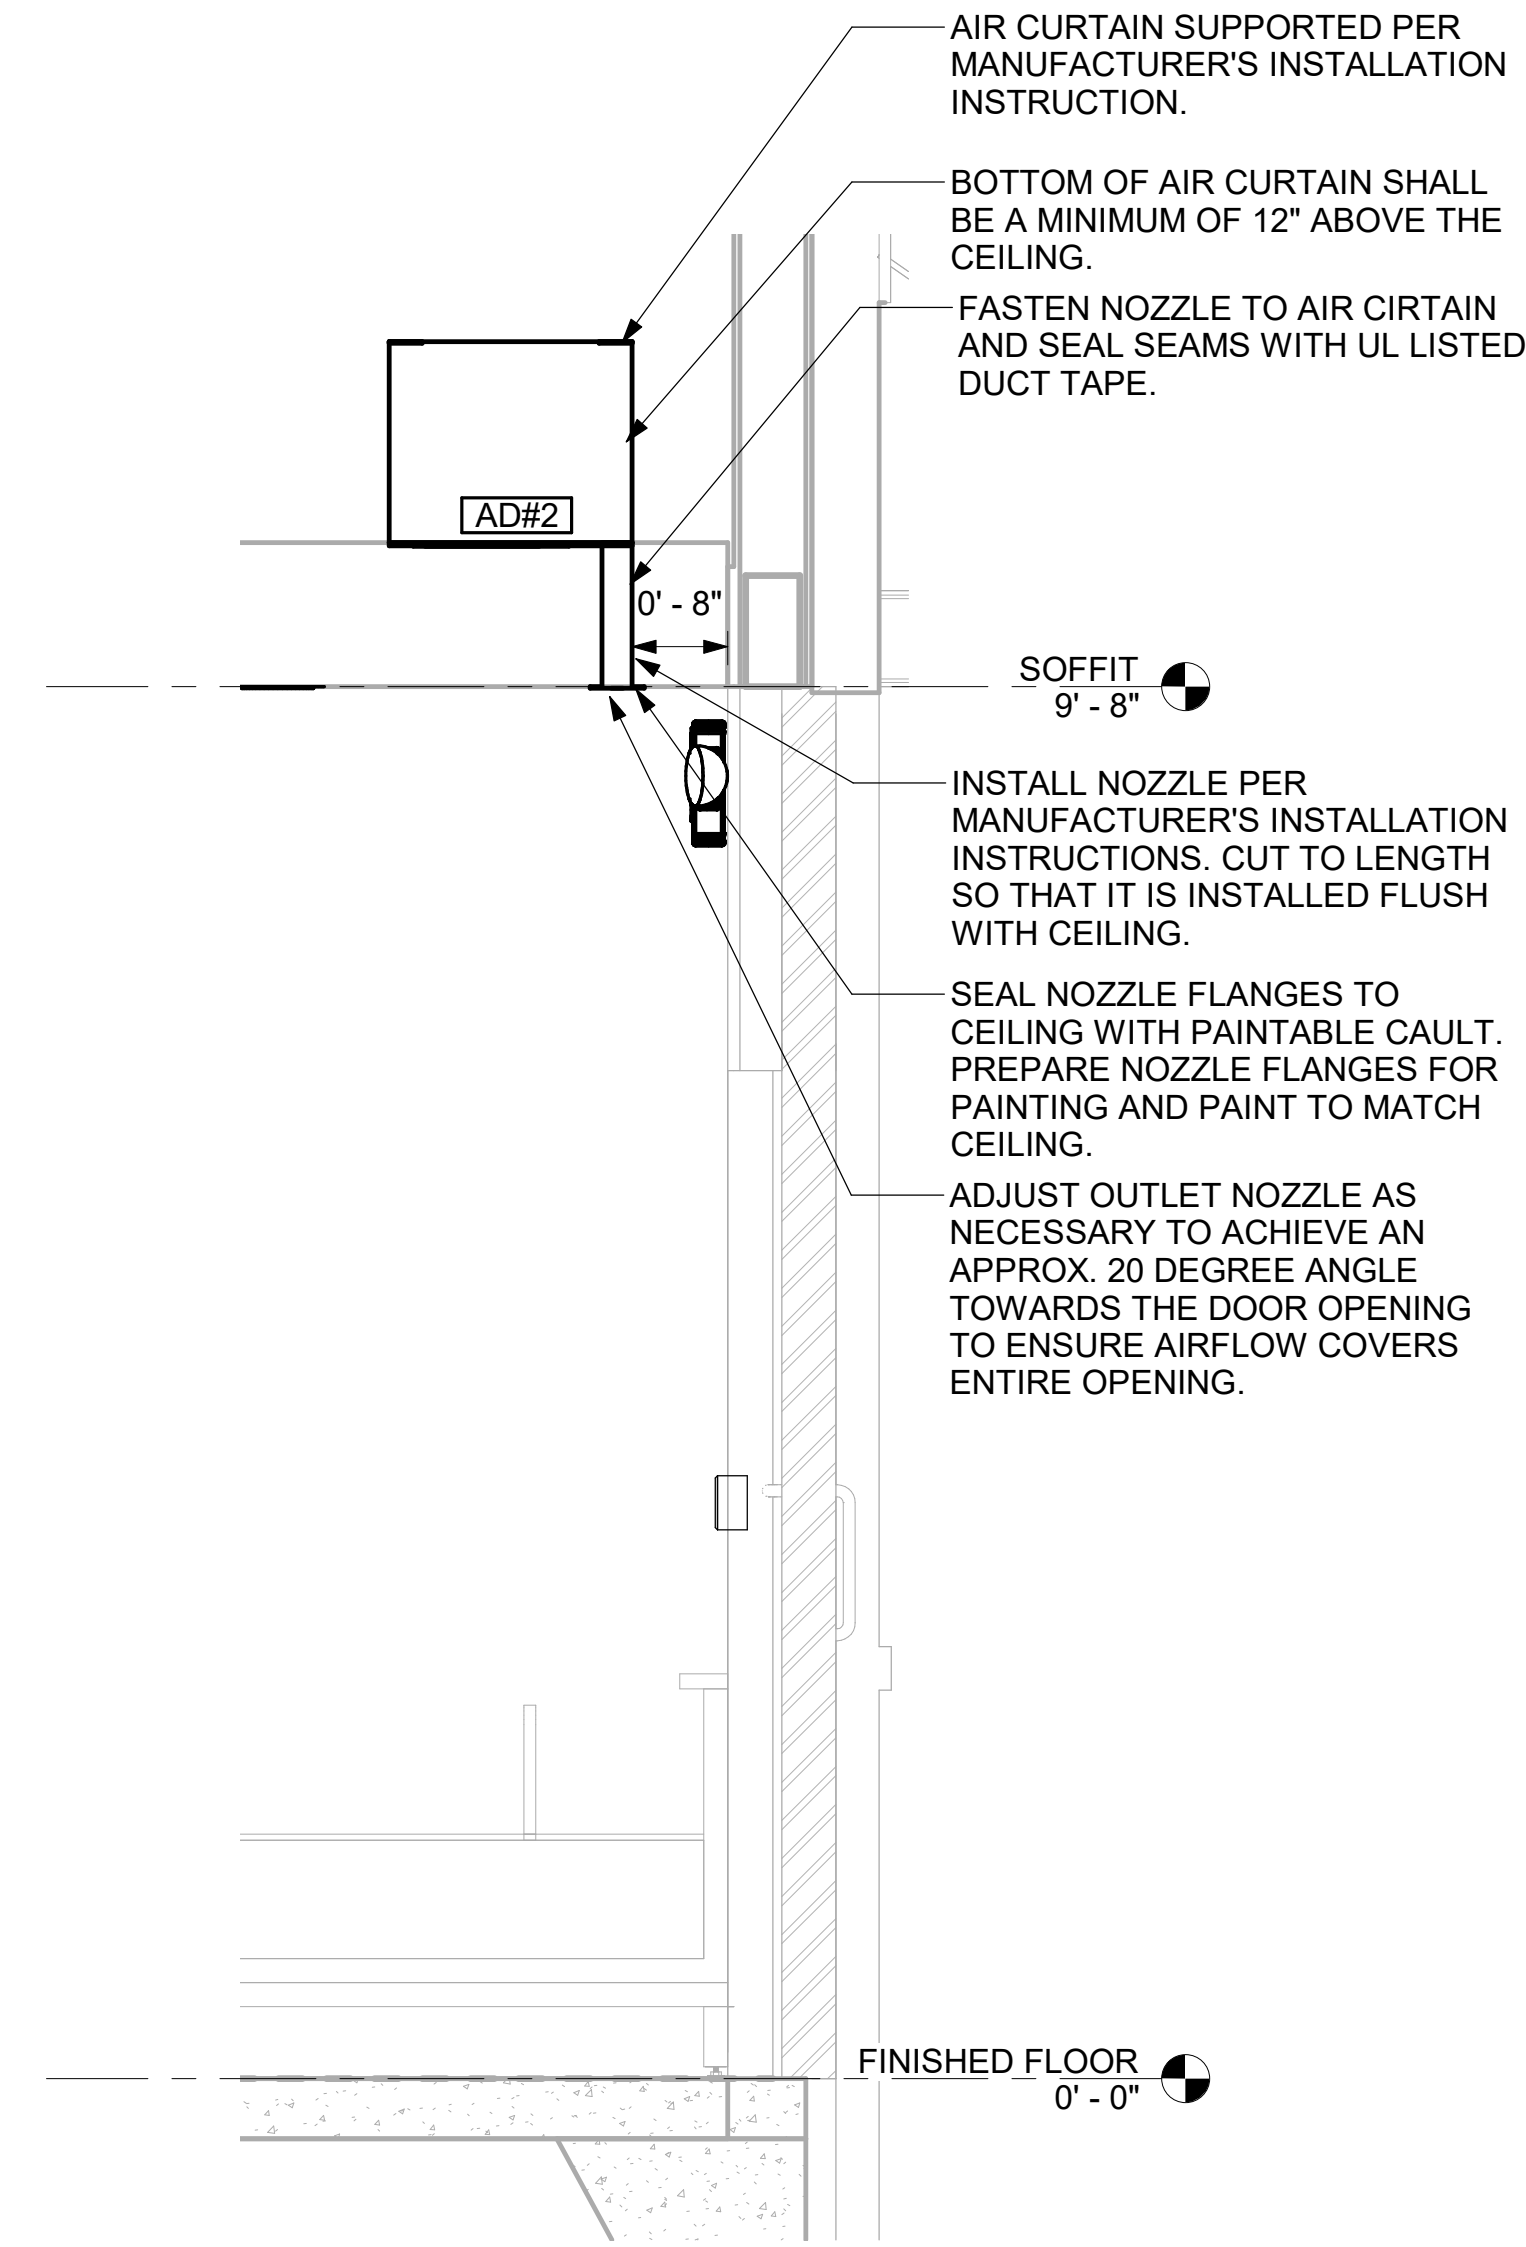 AIR CURTAIN SUPPORTED PER
MANUFACTURER'S INSTALLATION
INSTRUCTION.
BOTTOM OF AIR CURTAIN SHALL
BE A MINIMUM OF 12" ABOVE THE
CEILING.
FASTEN NOZZLE TO AIR CIRTAIN
AND SEAL SEAMS WITH UL LISTED
DUCT TAPE.
AD#2
0' - 8"
SOFFIT
9' - 8"
INSTALL NOZZLE PER
MANUFACTURER'S INSTALLATION
INSTRUCTIONS. CUT TO LENGTH
SO THAT IT IS INSTALLED FLUSH
WITH CEILING.
SEAL NOZZLE FLANGES TO
CEILING WITH PAINTABLE CAULT.
PREPARE NOZZLE FLANGES FOR
PAINTING AND PAINT TO MATCH
CEILING.
ADJUST OUTLET NOZZLE AS
NECESSARY TO ACHIEVE AN
APPROX. 20 DEGREE ANGLE
TOWARDS THE DOOR OPENING
TO ENSURE AIRFLOW COVERS
ENTIRE OPENING.
FINISHED FLOOR
0' - 0"